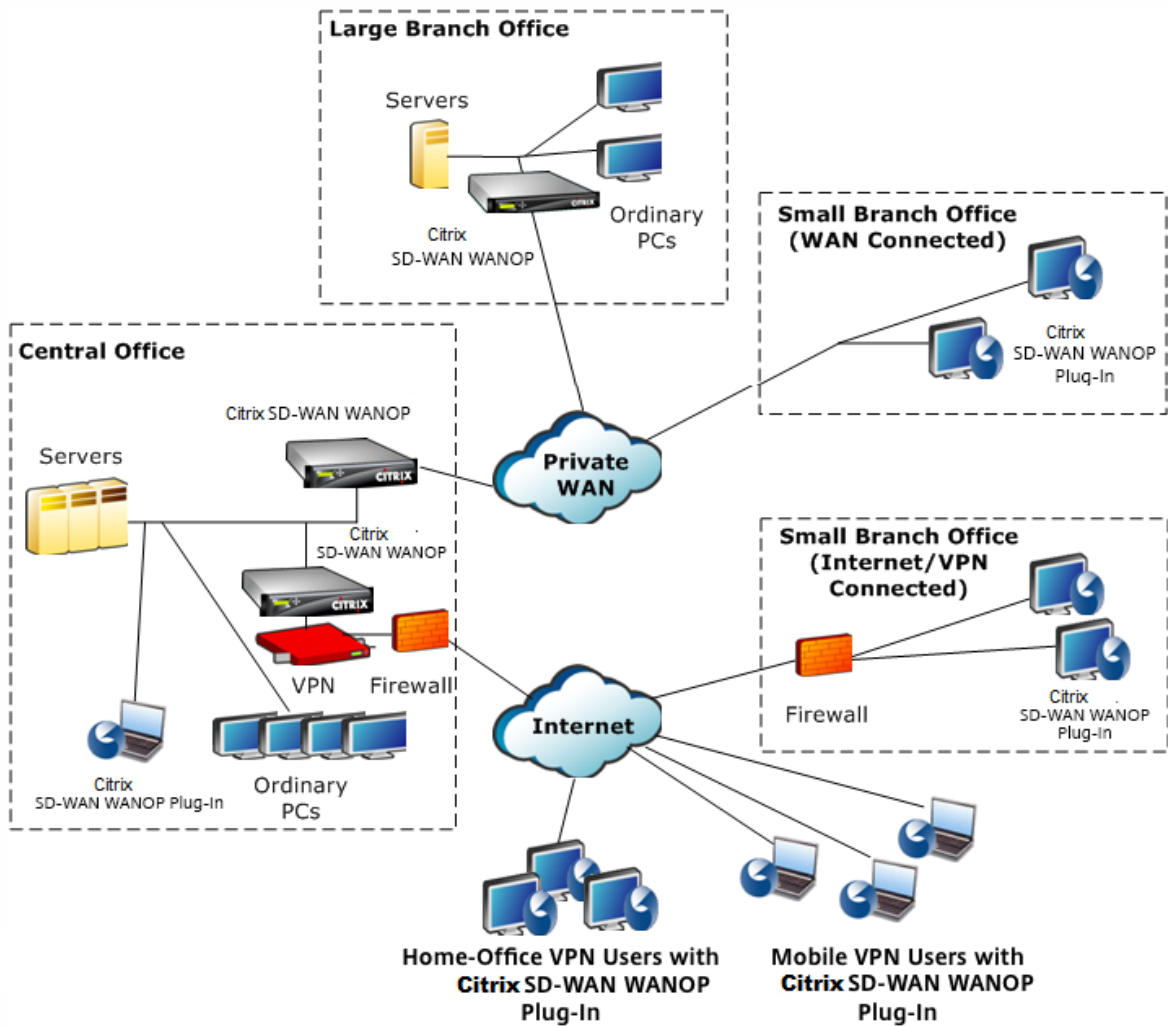 Large Branch Office
Servers
CITRIX
Ordinary
PCs
Citrix
SD-WAN WANOP
Small Branch Office
(WAN Connected)
Citrix
SD-WAN WANOP
Plug-In
Central Office
Citrix SD-WAN WANOP
Servers
CITRIX
Citrix
SD-WAN WANOP
CITRIX
VPN
Firewall
Citrix
SD-WAN WANOP Plug-In
Ordinary
PCs
Private
WAN
Small Branch Office
(Internet/VPN
Connected)
Firewall
Citrix
SD-WAN WANOP
Plug-In
Internet
Home-Office VPN Users with
Citrix SD-WAN WANOP
Plug-In
Mobile VPN Users with
Citrix SD-WAN WANOP
Plug-In